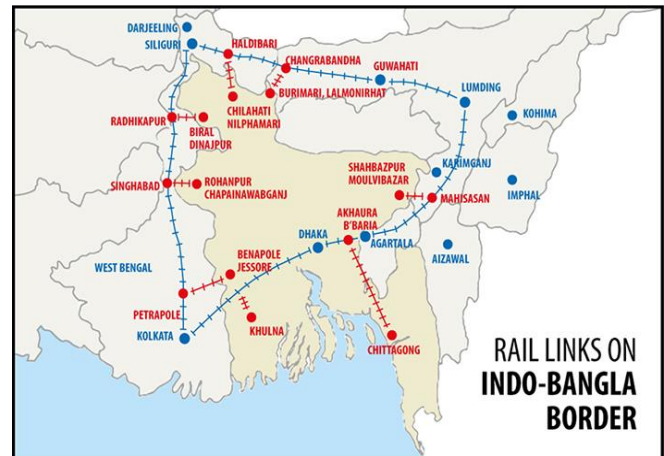 DARJEELING
SILIGURI
HALDIBARI
CHANGRABANDHA
GUWAHATI
BURIMARI, LALMONIRHAT
LUMDING
CHILAHATI
NILPHAMARI
KOHIMA
RADHIKAPUR
BIRAL
DINAJPUR
SHAHBAZPUR
MOULVIBAZAR
KARIMGANJ
SINGHABAD
ROHANPUR
CHAPAINAWABGANJ
MAHISASAN
IMPHAL
AKHAURA
B'BARIA
DHAKA
AGARTALA
AIZAWAL
WEST BENGAL
BENAPOLE
JESSORE
PETRAPOLE
KOLKATA
KHULNA
CHITTAGONG
RAIL LINKS ON
INDO-BANGLA
BORDER